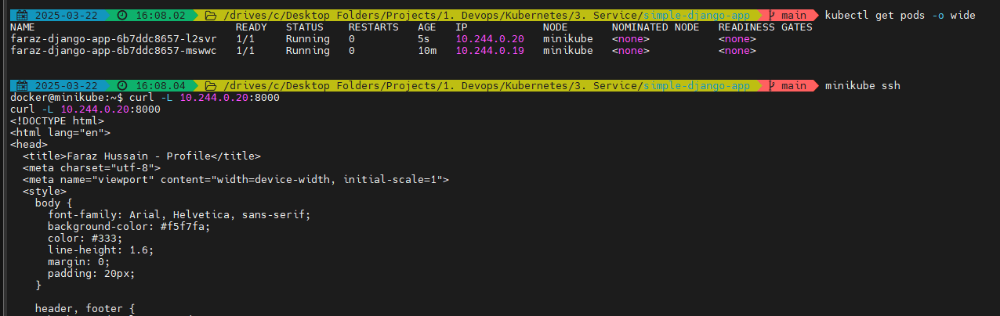 2025-03-22 16:08.02 /drives/c/Desktop Folders/Projects/1. Devops/Kubernetes/3. Service/simple-django-app main kubectl get pods -o wide
NAME READY STATUS RESTARTS AGE IP NODE NOMINATED NODE READINESS GATES
faraz-django-app-6b7ddc8657-l2svr 1/1 Running 0 5s 10.244.0.20 minikube <none> <none>
faraz-django-app-6b7ddc8657-mswwc 1/1 Running 0 10m 10.244.0.19 minikube <none> <none>
2025-03-22 16:08.04 /drives/c/Desktop Folders/Projects/1. Devops/Kubernetes/3. Service/simple-django-app main minikube ssh
docker@minikube:~$ curl -L 10.244.0.20:8000
curl -L 10.244.0.20:8000
<!DOCTYPE html>
<html lang="en">
<head>
<title>Faraz Hussain - Profile</title>
<meta charset="utf-8">
<meta name="viewport" content="width=device-width, initial-scale=1">
<style>
body {
font-family: Arial, Helvetica, sans-serif;
background-color: #f5f7fa;
color: #333;
line-height: 1.6;
margin: 0;
padding: 20px;
}
header, footer {